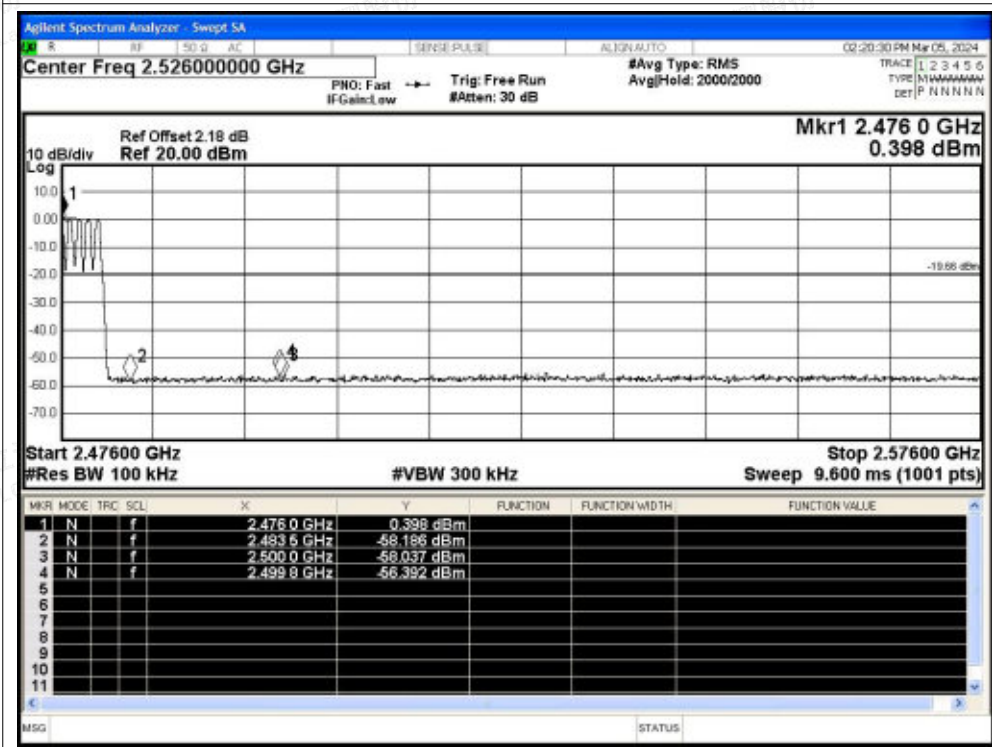 Agilent Spectrum Analyzer - Swept SA
R RF 50 Ω AC SENSE:PULSE ALIGN AUTO 02:20:30 PM Mar 05, 2024
Center Freq 2.526000000 GHz #Avg Type: RMS TRACE 1 2 3 4 5 6
PNO: Fast Trig: Free Run Avg|Hold: 2000/2000 TYPE
IFGain:Low #Atten: 30 dB DET P N N N N N
Mkr1 2.476 0 GHz
Ref Offset 2.18 dB
10 dB/div Ref 20.00 dBm 0.398 dBm
Log
10.0
1
0.00
-10.0
-19.66 dBm
-20.0
-30.0
-40.0
-50.0
2
-60.0
-70.0
Start 2.47600 GHz Stop 2.57600 GHz
#Res BW 100 kHz #VBW 300 kHz Sweep 9.600 ms (1001 pts)
MKR MODE TRC SCL X Y FUNCTION FUNCTION WIDTH FUNCTION VALUE
1 N f 2.476 0 GHz 0.398 dBm
2 N f 2.483 5 GHz -58.186 dBm
3 N f 2.500 0 GHz -58.037 dBm
4 N f 2.499 8 GHz -56.392 dBm
5
6
7
8
9
10
11
MSG STATUS